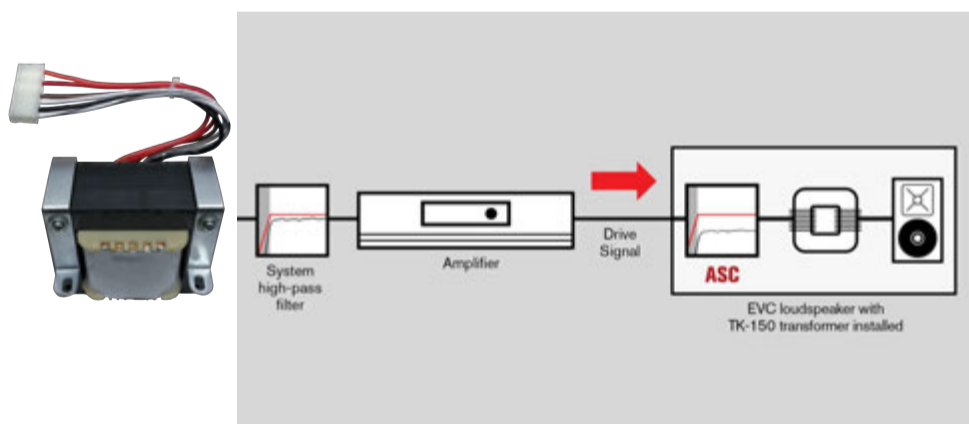 System
high-pass
filter
Amplifier
Drive
Signal
ASC
EVC loudspeaker with
TK-150 transformer installed